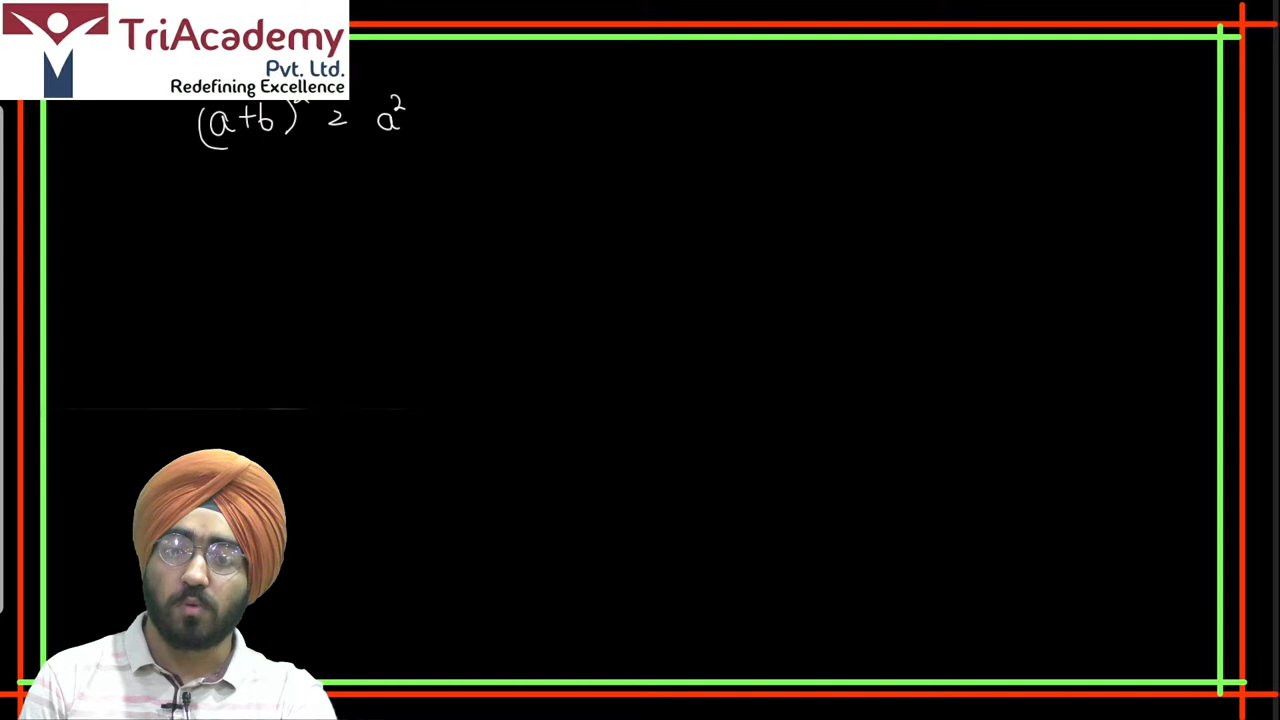 TriAcademy
Pvt. Ltd.
Redefining Excellence
(a+b)² = a²